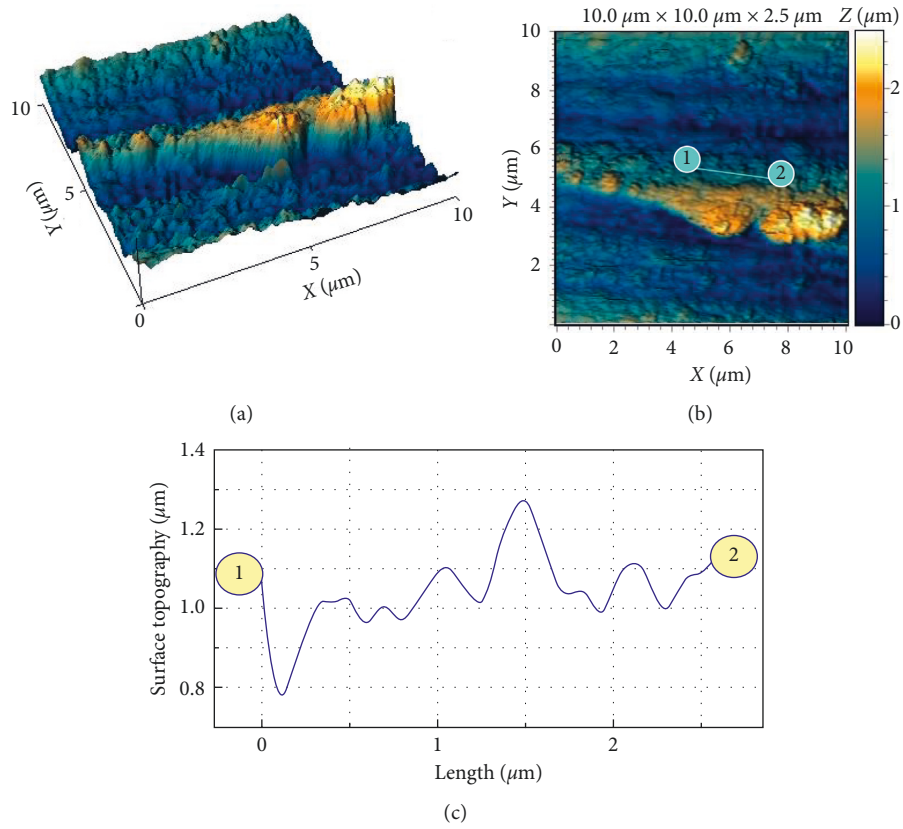 10
5
0
Y (μm)
X (μm)
5
10
(a)
10.0 μm × 10.0 μm × 2.5 μm
Z (μm)
10
8
6
4
2
Y (μm)
0 2 4 6 8 10
X (μm)
1
2
2
1
0
(b)
1.4
1.2
1.0
0.8
Surface topography (μm)
1
2
0 1 2
Length (μm)
(c)